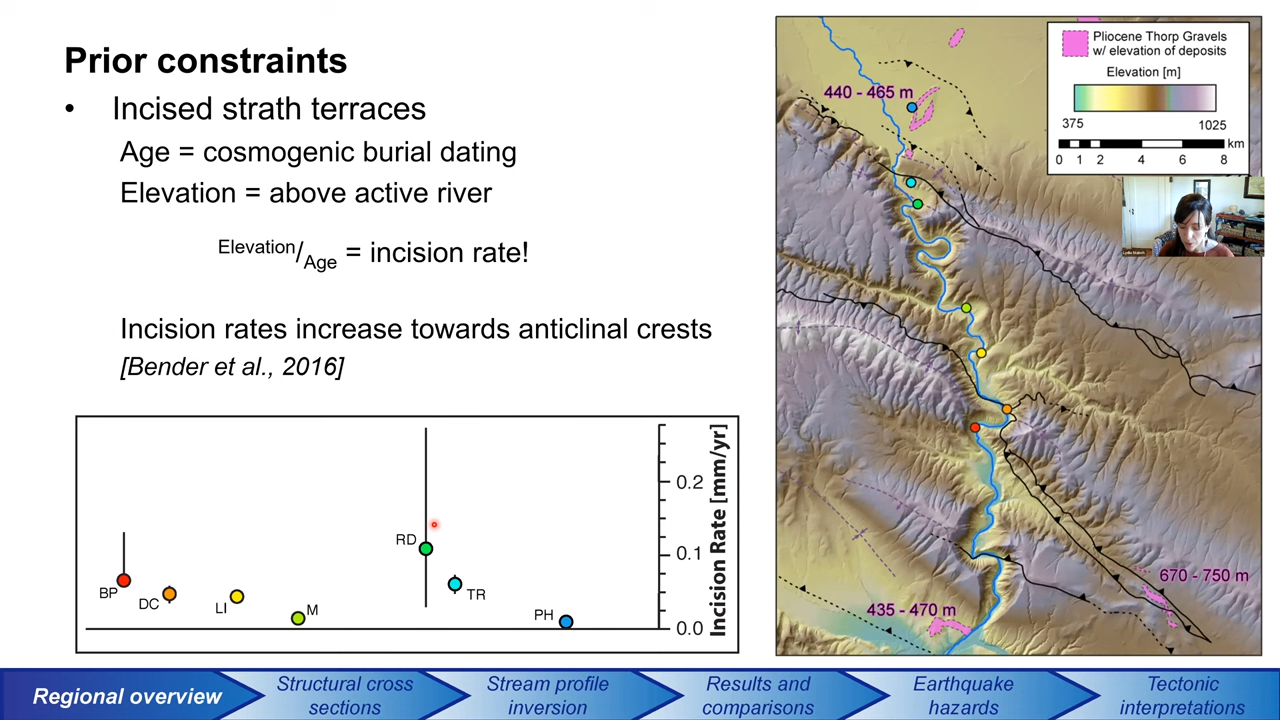 Prior constraints
• Incised strath terraces
Age = cosmogenic burial dating
Elevation = above active river
Elevation/Age = incision rate!
Incision rates increase towards anticlinal crests
[Bender et al., 2016]
BP
DC
LI
M
RD
TR
PH
0.2
0.1
0.0
Incision Rate [mm/yr]
Pliocene Thorp Gravels
w/ elevation of deposits
Elevation [m]
375 1025
km
0 1 2 4 6 8
440 - 465 m
670 - 750 m
435 - 470 m
Regional overview
Structural cross
sections
Stream profile
inversion
Results and
comparisons
Earthquake
hazards
Tectonic
interpretations